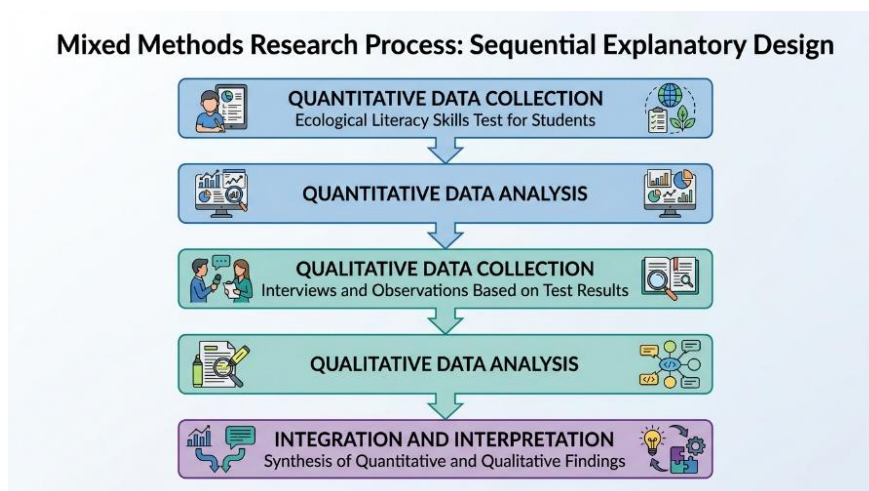 Mixed Methods Research Process: Sequential Explanatory Design
QUANTITATIVE DATA COLLECTION
Ecological Literacy Skills Test for Students
QUANTITATIVE DATA ANALYSIS
QUALITATIVE DATA COLLECTION
Interviews and Observations Based on Test Results
QUALITATIVE DATA ANALYSIS
</>
</>
INTEGRATION AND INTERPRETATION
Synthesis of Quantitative and Qualitative Findings